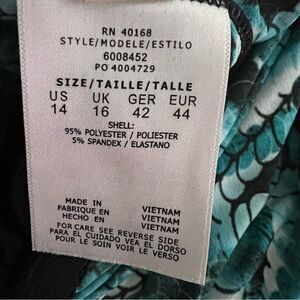 RN 40168
STYLE/MODELE/ESTILO
6008452
PO 4004729
SIZE/TAILLE/TALLE
US UK GER EUR
14 16 42 44
SHELL:
95% POLYESTER / POLIESTER
5% SPANDEX / ELASTANO
MADE IN VIETNAM
FABRIQUE EN VIETNAM
HECHO EN VIETNAM
FOR CARE SEE REVERSE SIDE
PARA EL CUIDADO VEA EL DORSO
POUR LE SOIN VOIR LE VERSO